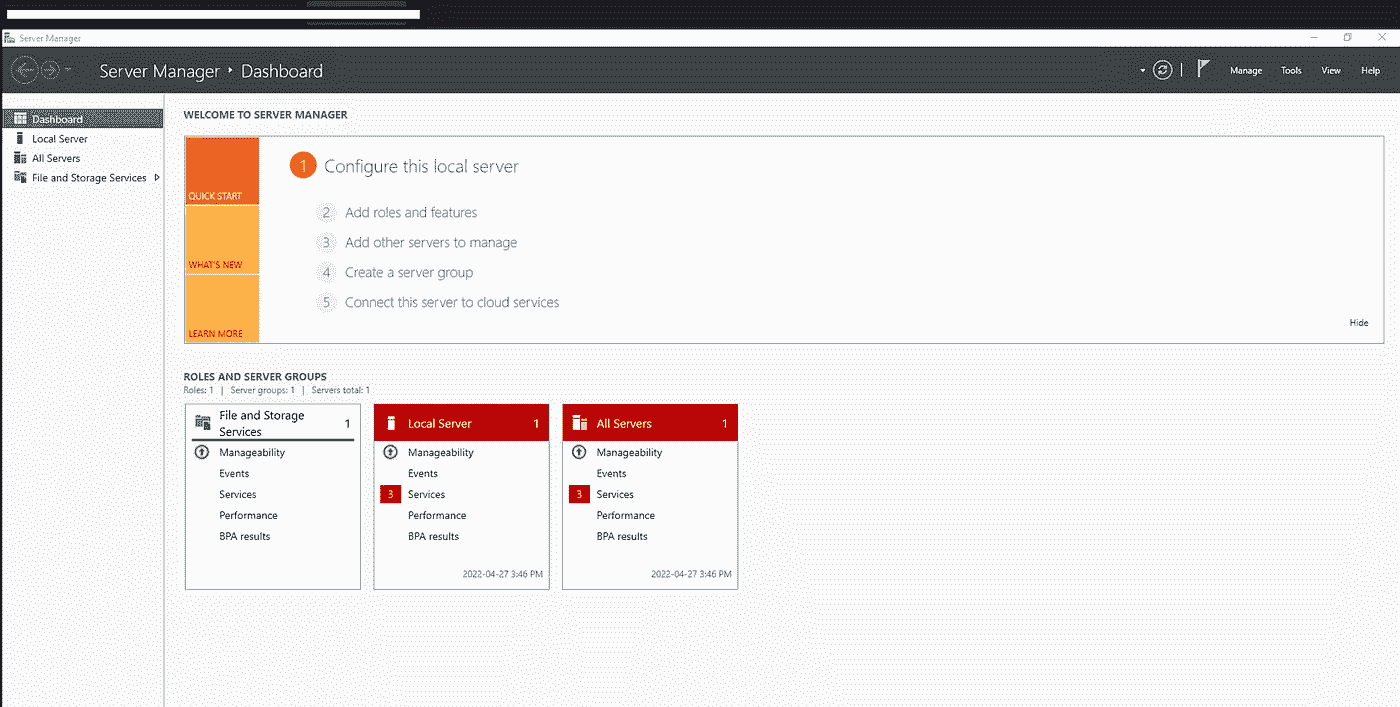 Server Manager
Server Manager ‣ Dashboard
Manage Tools View Help
Dashboard
Local Server
All Servers
File and Storage Services
WELCOME TO SERVER MANAGER
QUICK START
WHAT'S NEW
LEARN MORE
1 Configure this local server
2 Add roles and features
3 Add other servers to manage
4 Create a server group
5 Connect this server to cloud services
Hide
ROLES AND SERVER GROUPS
Roles: 1 | Server groups: 1 | Servers total: 1
File and Storage
Services 1
Manageability
Events
Services
Performance
BPA results
Local Server 1
Manageability
Events
3 Services
Performance
BPA results
2022-04-27 3:46 PM
All Servers 1
Manageability
Events
3 Services
Performance
BPA results
2022-04-27 3:46 PM